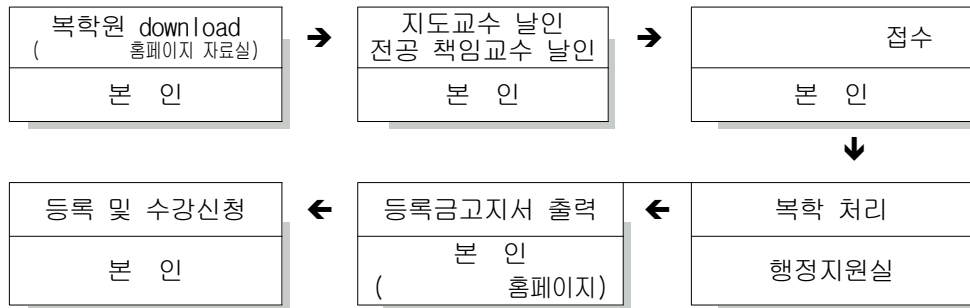 복학원 download
( 홈페이지 자료실)
본 인
➔
지도교수 날인
전공 책임교수 날인
본 인
➔
접수
본 인
➔
복학 처리
행정지원실
➔
등록금고지서 출력
본 인
( 홈페이지)
➔
등록 및 수강신청
본 인